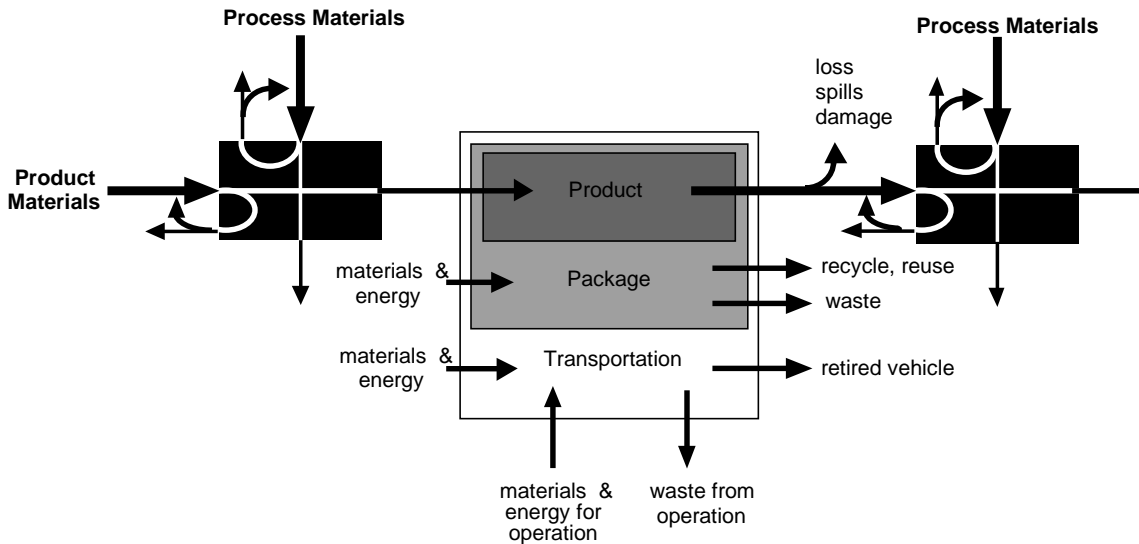 Process Materials
Process Materials
loss
spills
damage
Product
Materials
Product
materials &
energy
Package
recycle, reuse
waste
materials &
energy
Transportation
retired vehicle
materials &
energy for
operation
waste from
operation